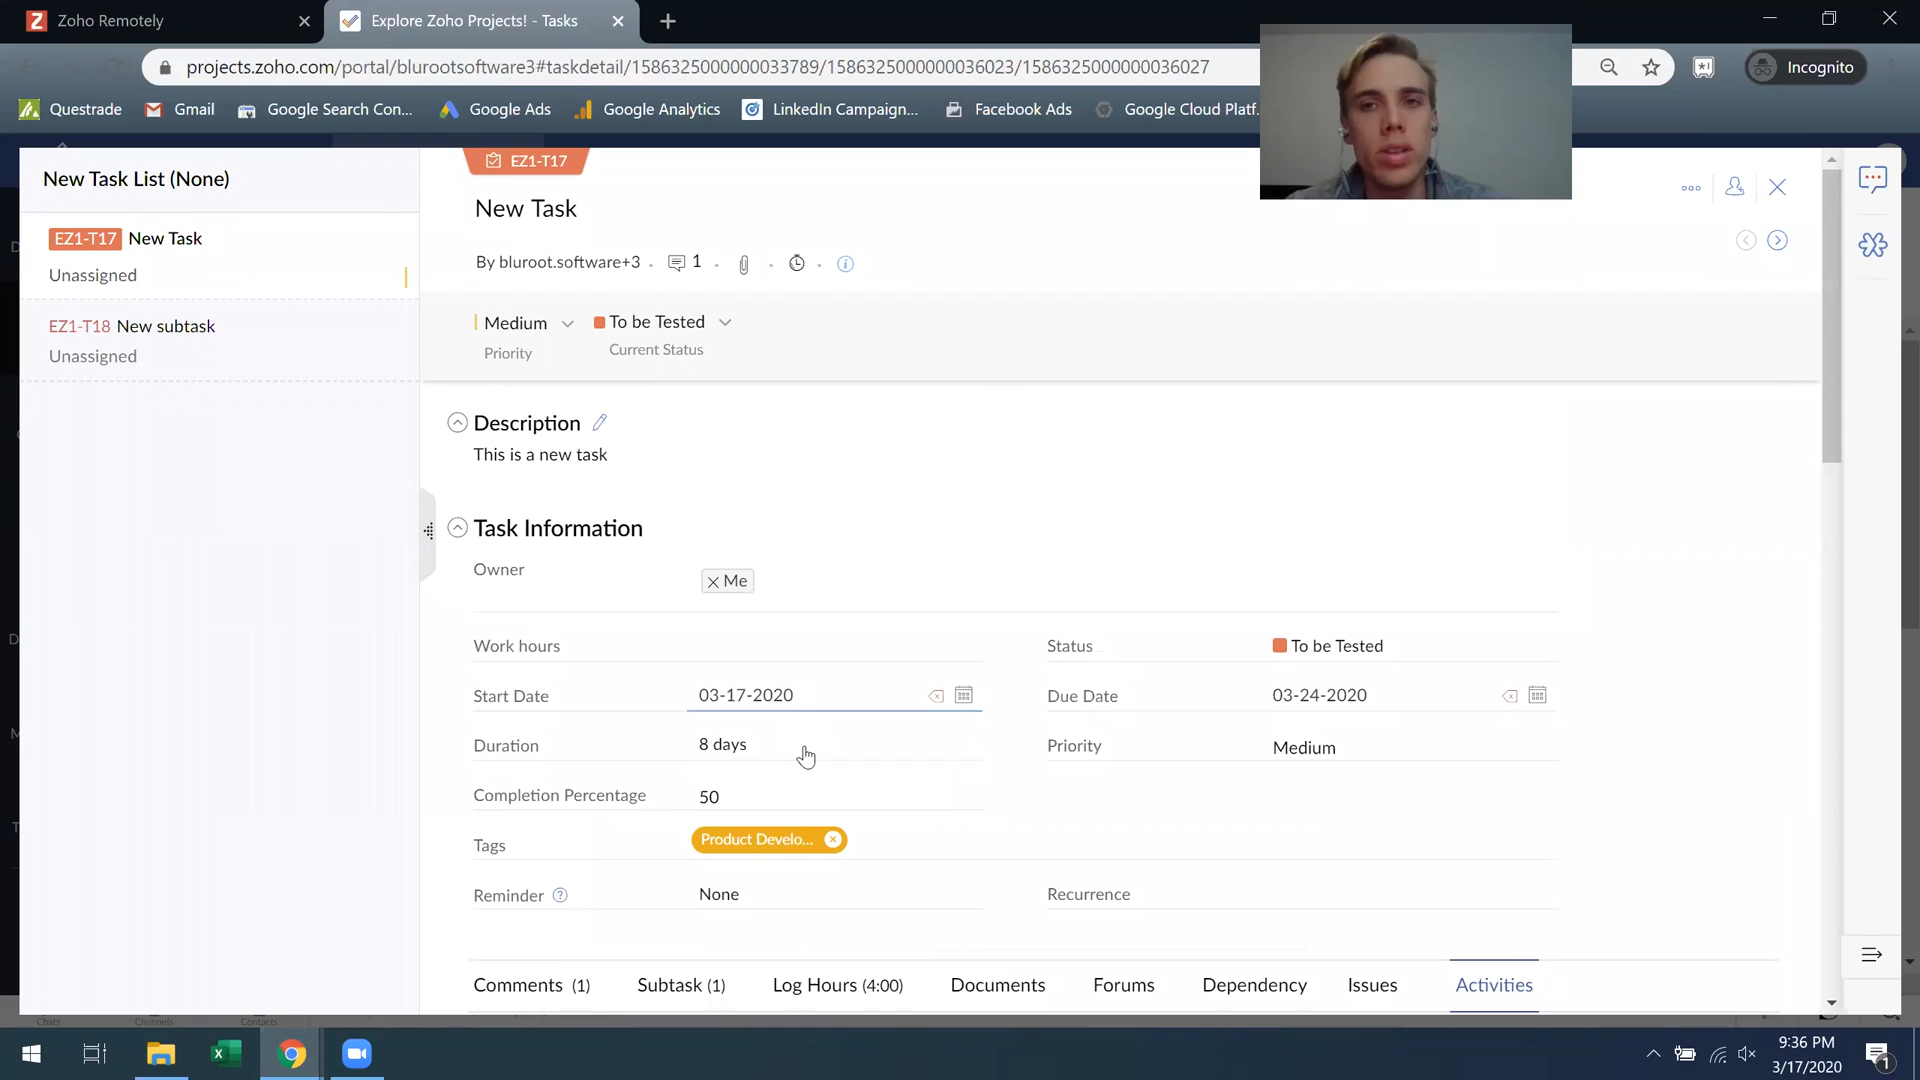 Zoho Remotely
Explore Zoho Projects! - Tasks
projects.zoho.com/portal/blurootsoftware3#taskdetail/1586325000000033789/1586325000000036023/1586325000000036027
Incognito
Questrade
Gmail
Google Search Con...
Google Ads
Google Analytics
LinkedIn Campaign...
Facebook Ads
Google Cloud Platf.
New Task List (None)
EZ1-T17 New Task
Unassigned
EZ1-T18 New subtask
Unassigned
EZ1-T17
New Task
By bluroot.software+3
1
Medium
To be Tested
Priority
Current Status
Description
This is a new task
Task Information
Owner
Me
Work hours
Status
To be Tested
Start Date
03-17-2020
Due Date
03-24-2020
Duration
8 days
Priority
Medium
Completion Percentage
50
Tags
Product Develo...
Reminder
None
Recurrence
Comments (1)
Subtask (1)
Log Hours (4:00)
Documents
Forums
Dependency
Issues
Activities
Chats
Channels
Contacts
9:36 PM
3/17/2020
1